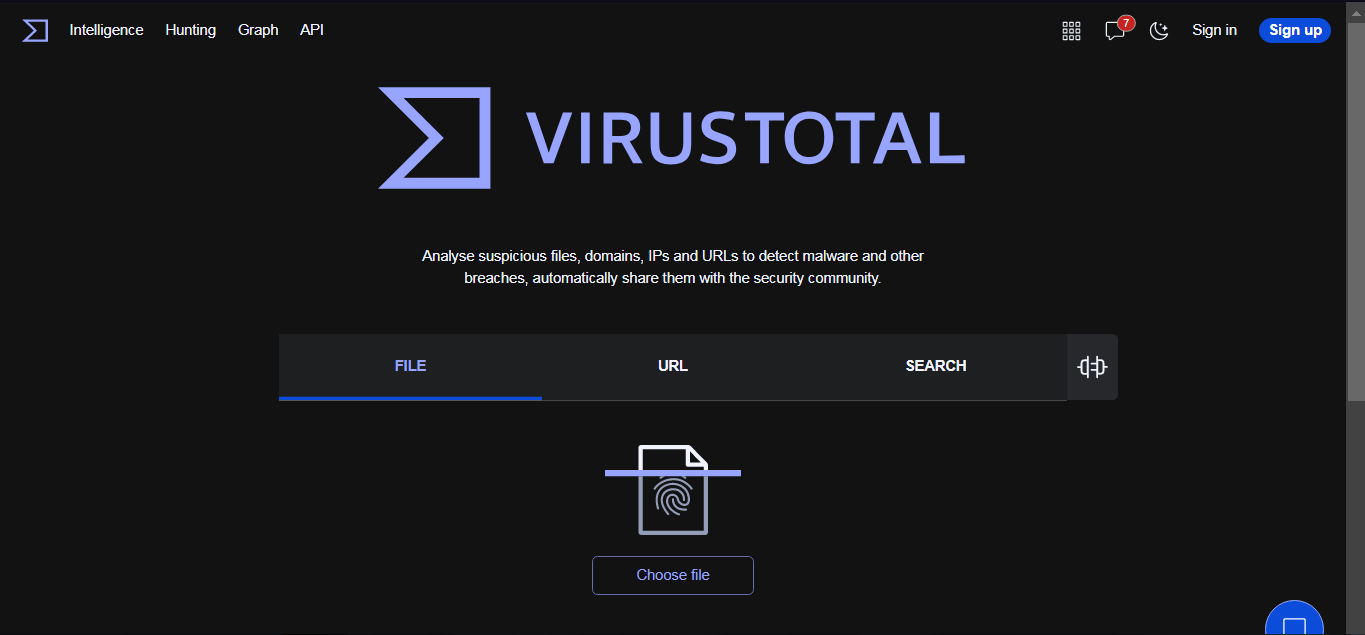 Intelligence Hunting Graph API 7 Sign in Sign up
VIRUSTOTAL
Analyse suspicious files, domains, IPs and URLs to detect malware and other
breaches, automatically share them with the security community.
FILE URL SEARCH
Choose file